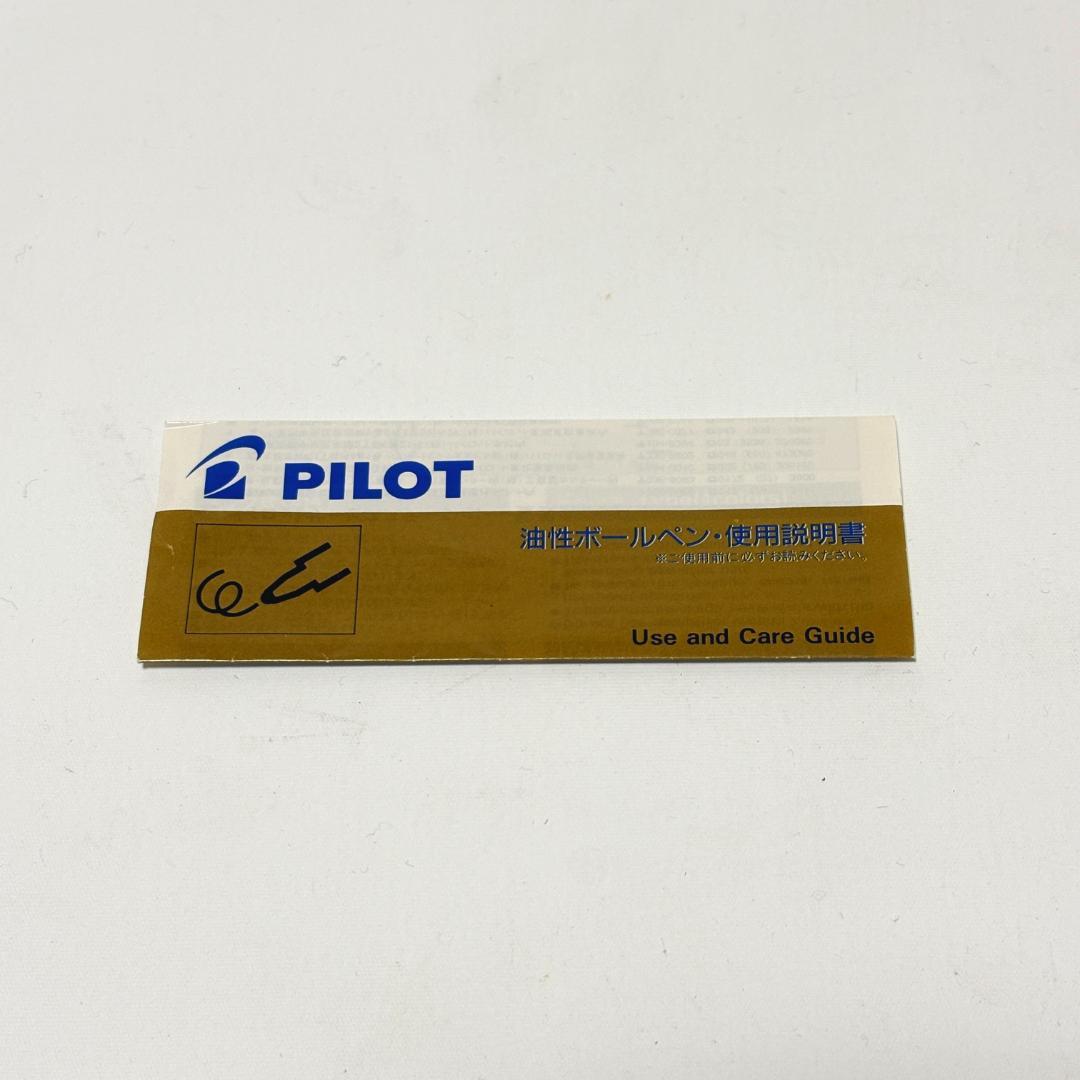 PILOT
油性ボールペン・使用説明書
※ご使用前に必ずお読みください。
Use and Care Guide